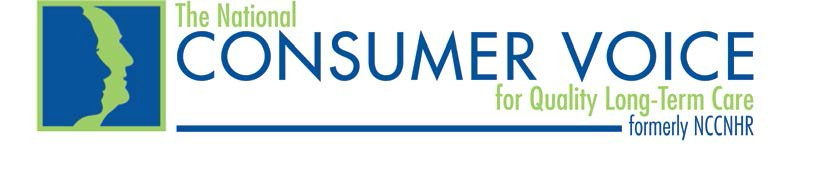 The National
CONSUMER VOICE
for Quality Long-Term Care
formerly NCCNHR